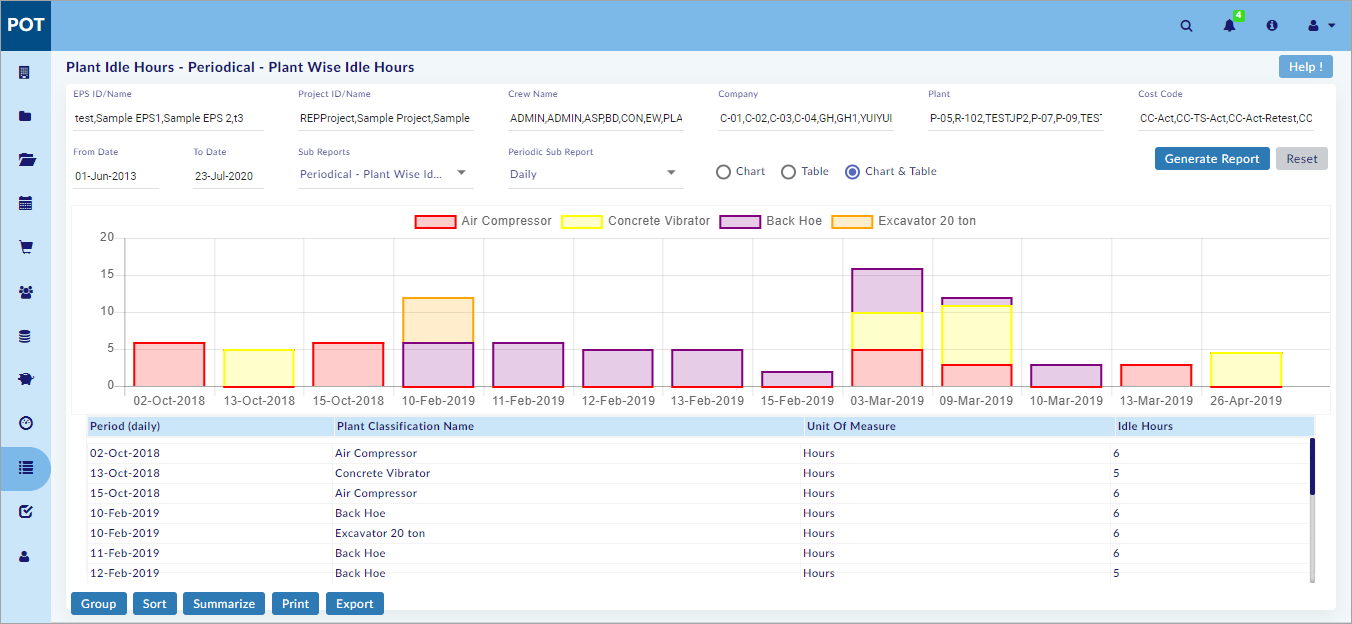 POT
4
Plant Idle Hours - Periodical - Plant Wise Idle Hours
Help !
EPS ID/Name Project ID/Name Crew Name Company Plant Cost Code
test,Sample EPS1,Sample EPS 2,t3 REPProject,Sample Project,Sample ADMIN,ADMIN,ASP,BD,CON,EW,PLA C-01,C-02,C-03,C-04,GH,GH1,YUIYUI P-05,R-102,TESTJP2,P-07,P-09,TEST CC-Act,CC-TS-Act,CC-Act-Retest,CC
From Date To Date Sub Reports Periodic Sub Report
01-Jun-2013 23-Jul-2020 Periodical - Plant Wise Id... Daily Chart Table Chart & Table Generate Report Reset
Air Compressor Concrete Vibrator Back Hoe Excavator 20 ton
20
15
10
5
0
02-Oct-2018 13-Oct-2018 15-Oct-2018 10-Feb-2019 11-Feb-2019 12-Feb-2019 13-Feb-2019 15-Feb-2019 03-Mar-2019 09-Mar-2019 10-Mar-2019 13-Mar-2019 26-Apr-2019
Period (daily) Plant Classification Name Unit Of Measure Idle Hours
02-Oct-2018 Air Compressor Hours 6
13-Oct-2018 Concrete Vibrator Hours 5
15-Oct-2018 Air Compressor Hours 6
10-Feb-2019 Back Hoe Hours 6
10-Feb-2019 Excavator 20 ton Hours 6
11-Feb-2019 Back Hoe Hours 6
12-Feb-2019 Back Hoe Hours 5
Group Sort Summarize Print Export